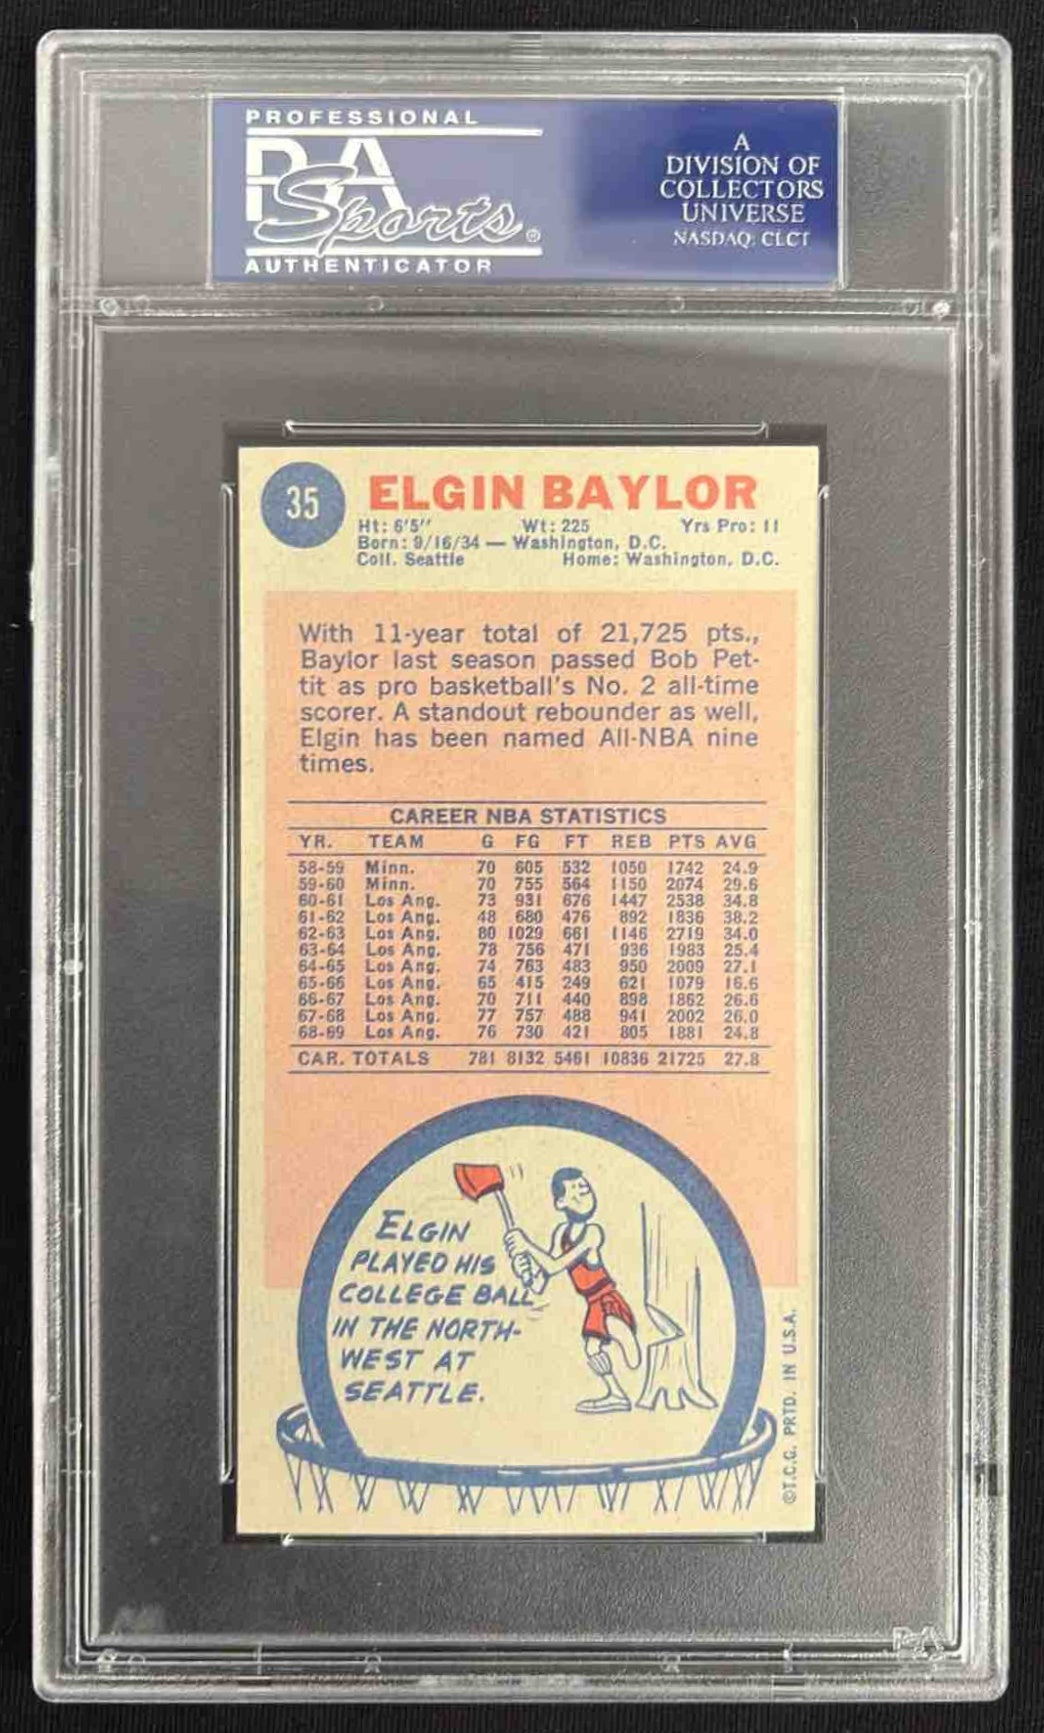 PROFESSIONAL
PSA
Sports®
AUTHENTICATOR
A
DIVISION OF
COLLECTORS
UNIVERSE
NASDAQ: CLCT
35
ELGIN BAYLOR
Ht: 6'5'' Wt: 225 Yrs Pro: 11
Born: 9/16/34 — Washington, D.C.
Coll. Seattle Home: Washington, D.C.
With 11-year total of 21,725 pts.,
Baylor last season passed Bob Pet-
tit as pro basketball's No. 2 all-time
scorer. A standout rebounder as well,
Elgin has been named All-NBA nine
times.
CAREER NBA STATISTICS
YR. TEAM G FG FT REB PTS AVG
58-59 Minn. 70 605 532 1050 1742 24.9
59-60 Minn. 70 755 564 1150 2074 29.6
60-61 Los Ang. 73 931 676 1447 2538 34.8
61-62 Los Ang. 48 680 476 892 1836 38.2
62-63 Los Ang. 80 1029 661 1146 2719 34.0
63-64 Los Ang. 78 756 471 936 1983 25.4
64-65 Los Ang. 74 763 483 950 2009 27.1
65-66 Los Ang. 65 415 249 621 1079 16.6
66-67 Los Ang. 70 711 440 898 1862 26.6
67-68 Los Ang. 77 757 488 941 2002 26.0
68-69 Los Ang. 76 730 421 805 1881 24.8
CAR. TOTALS 781 8132 5461 10836 21725 27.8
ELGIN
PLAYED HIS
COLLEGE BALL
IN THE NORTH-
WEST AT
SEATTLE.
©T.C.G. PRTD. IN U.S.A.
PSA